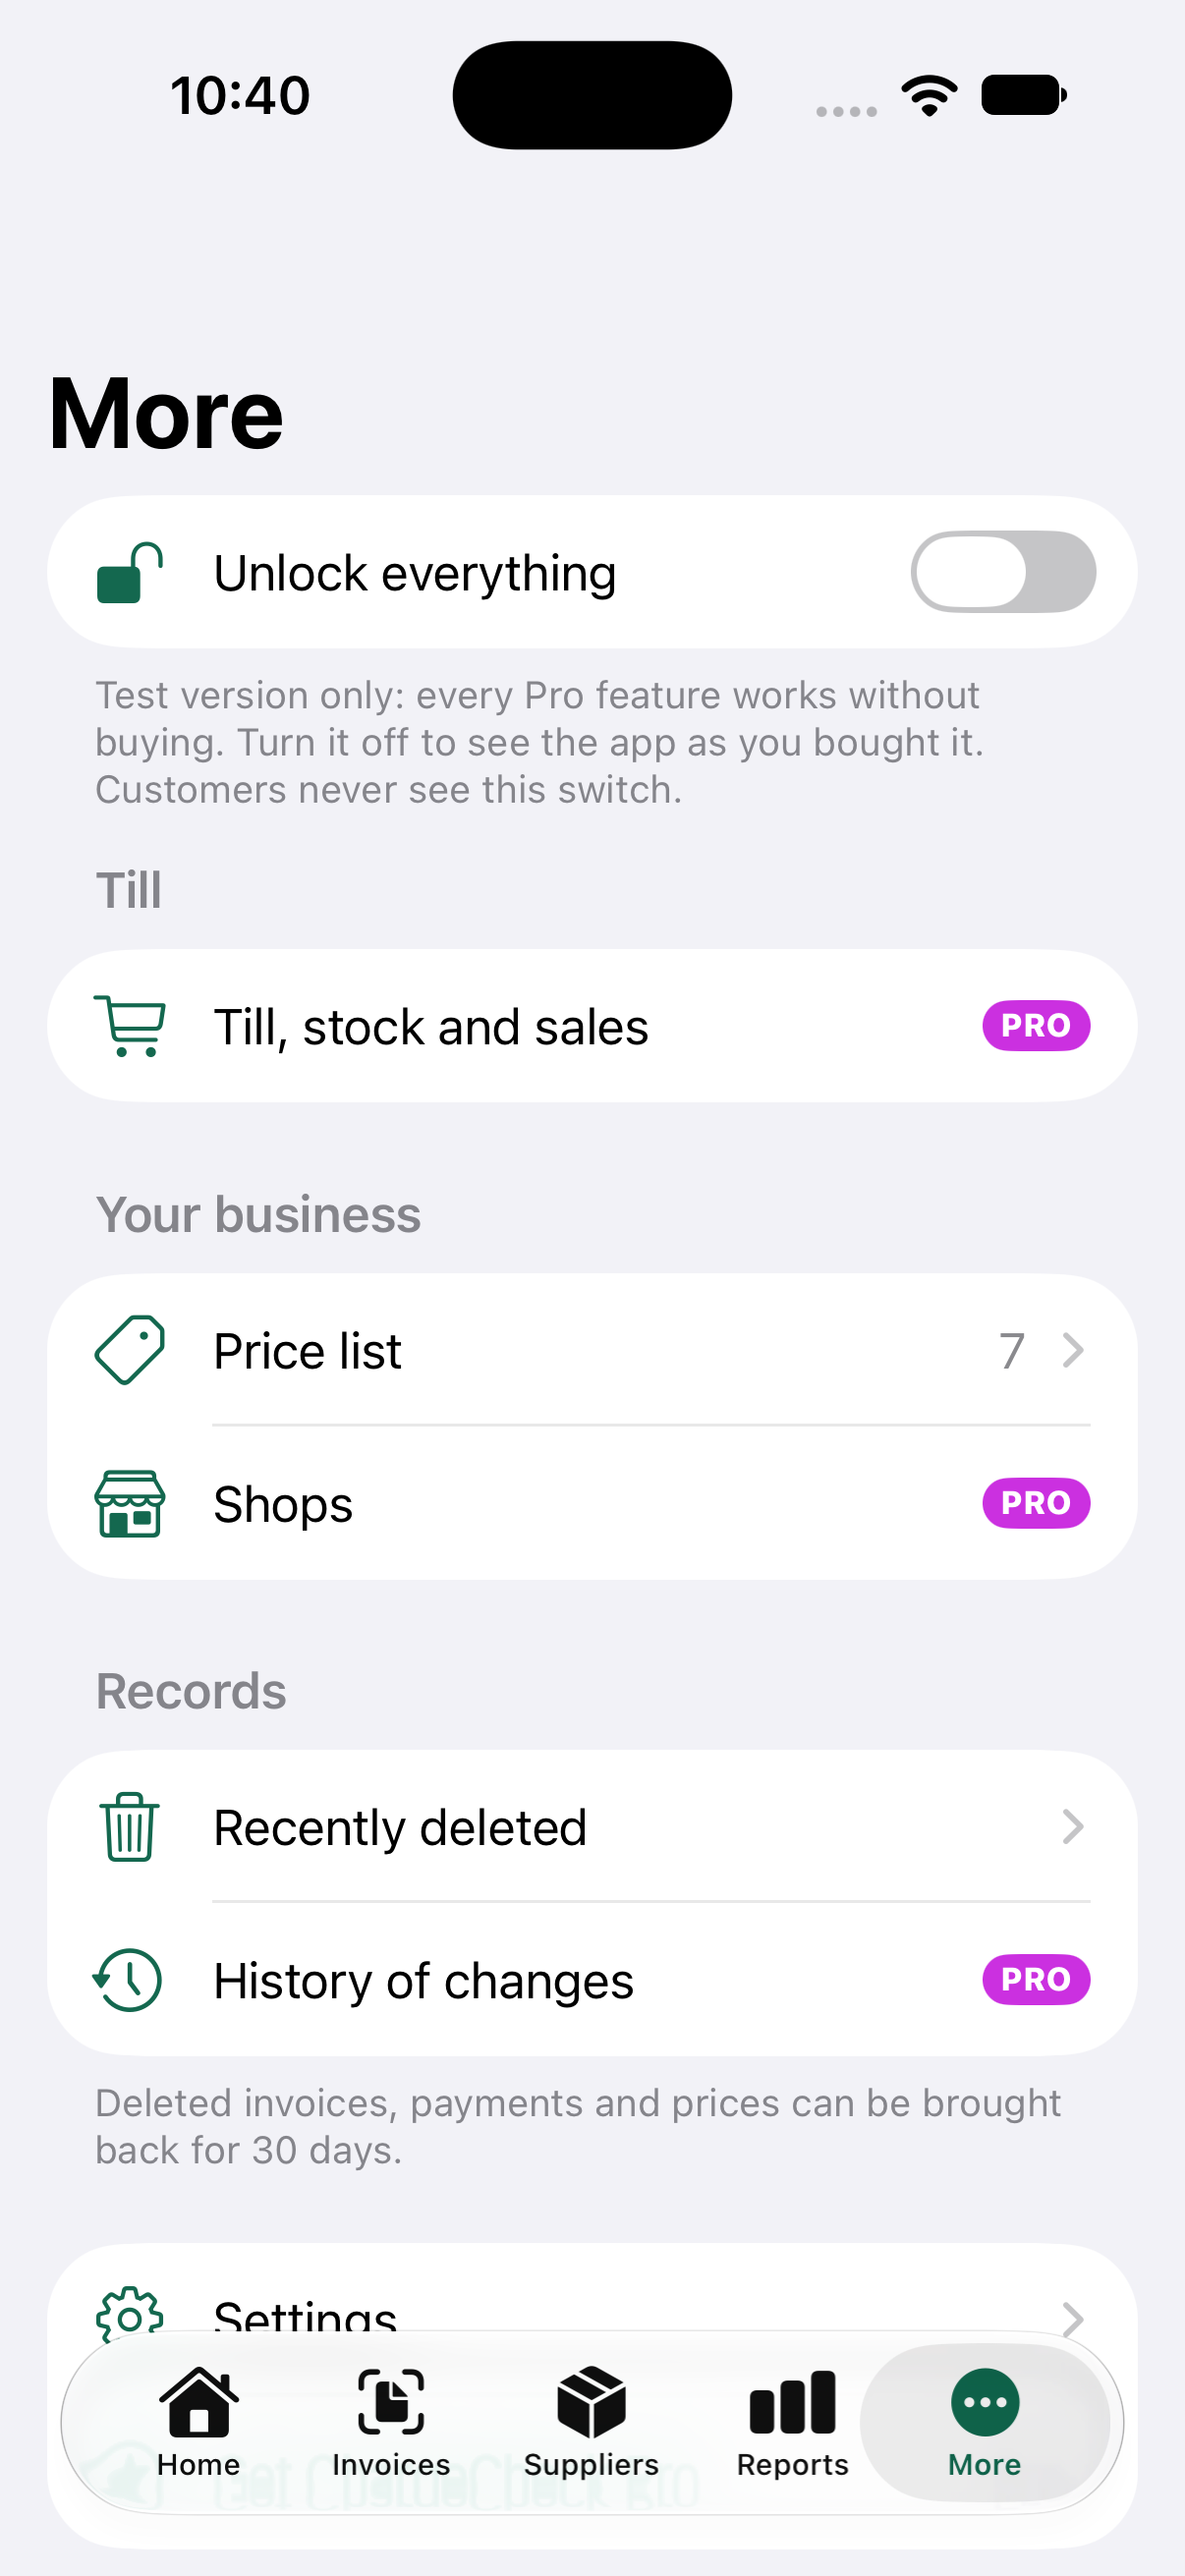 10:40
More
Unlock everything
Test version only: every Pro feature works without
buying. Turn it off to see the app as you bought it.
Customers never see this switch.
Till
Till, stock and sales
PRO
Your business
Price list
7
Shops
PRO
Records
Recently deleted
History of changes
PRO
Deleted invoices, payments and prices can be brought
back for 30 days.
Settings
Home
Invoices
Suppliers
Reports
More